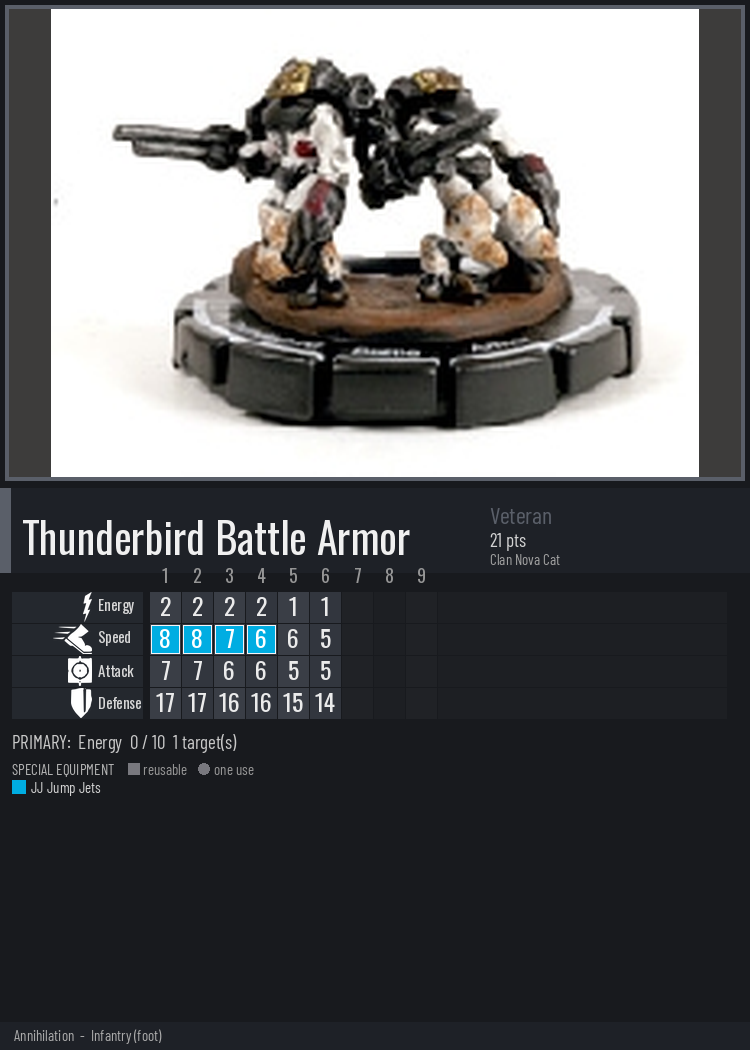 Thunderbird Battle Armor
Veteran
21 pts
Clan Nova Cat
1 2 3 4 5 6 7 8 9
Energy 2 2 2 2 1 1
Speed 8 8 7 6 6 5
Attack 7 7 6 6 5 5
Defense 17 17 16 16 15 14
PRIMARY: Energy 0 / 10 1 target(s)
SPECIAL EQUIPMENT reusable one use
JJ Jump Jets
Annihilation - Infantry (foot)